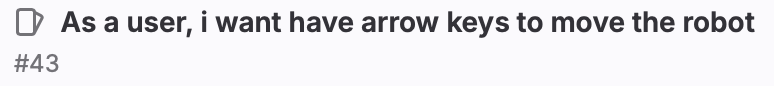 As a user, i want have arrow keys to move the robot
#43